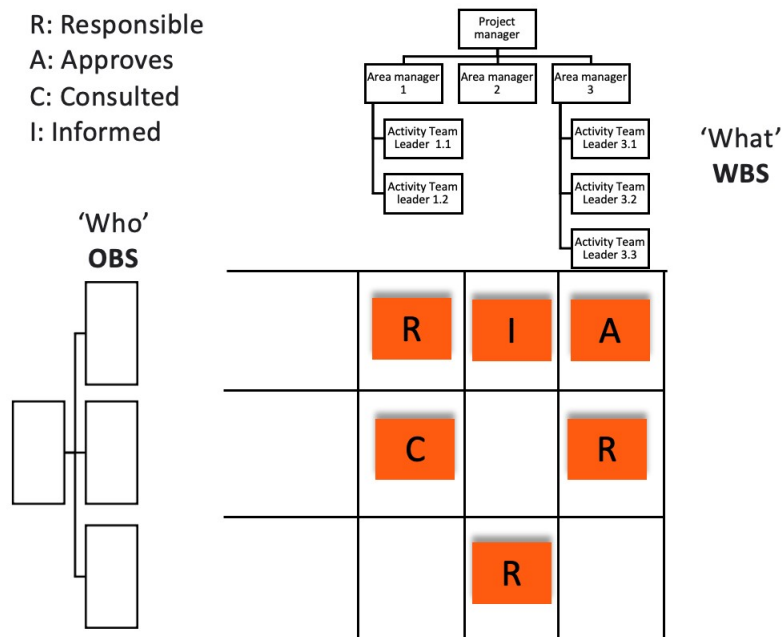 R: Responsible
A: Approves
C: Consulted
I: Informed
Project
manager
Area manager
1
Area manager
2
Area manager
3
Activity Team
Leader  1.1
Activity Team
leader 1.2
Activity Team
Leader 3.1
Activity Team
Leader 3.2
Activity Team
Leader 3.3
‘What’
WBS
‘Who’
OBS
R
I
A
C
R
R